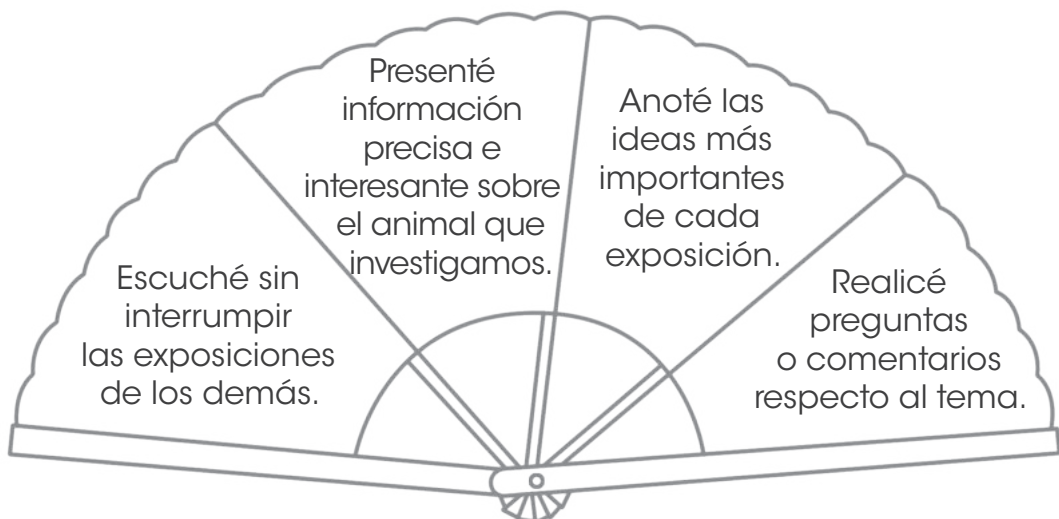 Escuché sin
interrumpir
las exposiciones
de los demás.
Presenté
información
precisa e
interesante sobre
el animal que
investigamos.
Anoté las
ideas más
importantes
de cada
exposición.
Realicé
preguntas
o comentarios
respecto al tema.